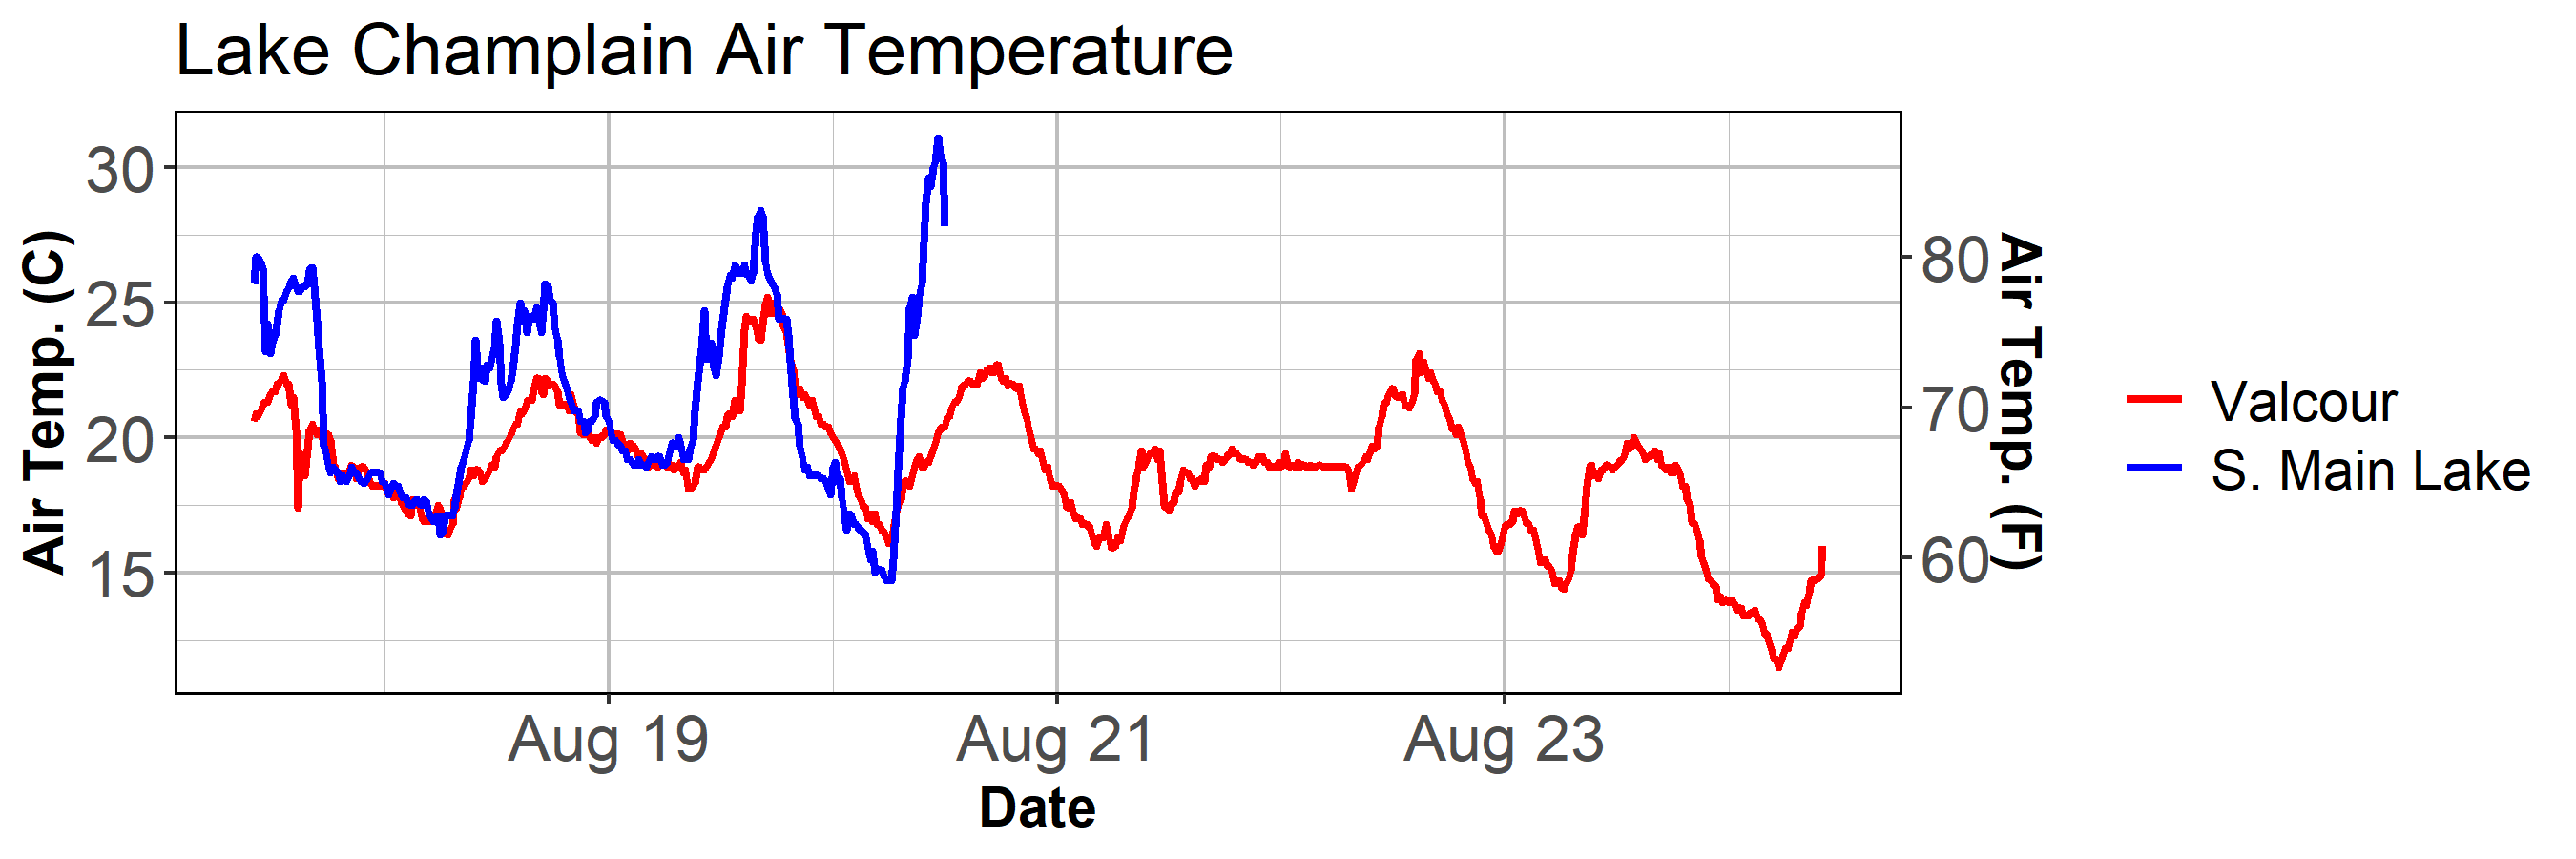 Lake Champlain Air Temperature
Air Temp. (C)
30
25
20
15
80
70
60
Air Temp. (F)
Aug 19
Aug 21
Aug 23
Date
Valcour
S. Main Lake